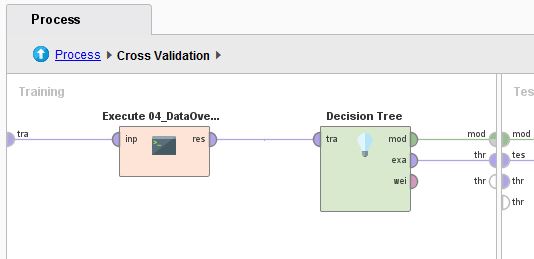 Process
Process Cross Validation
Training
Tes
Execute 04_DataOve...
Decision Tree
tra
inp
res
tra
mod
exa
wei
mod
thr
thr
mod
tes
thr
thr